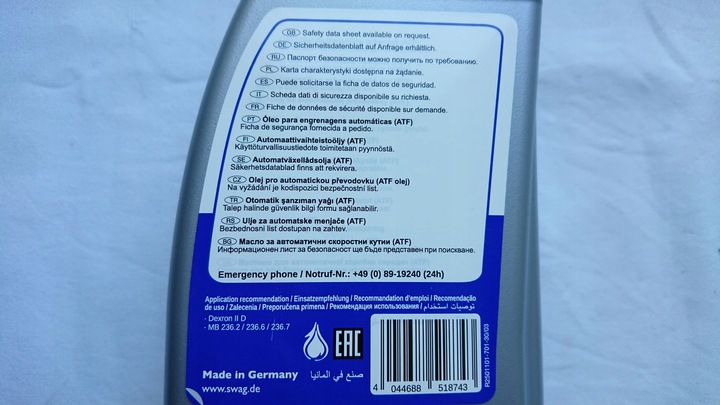 GB Safety data sheet available on request.
DE Sicherheitsdatenblatt auf Anfrage erhältlich.
RU Паспорт безопасности можно получить по требованию.
PL Karta charakterystyki dostępna na żądanie.
ES Puede solicitarse la ficha de datos de seguridad.
IT Scheda dati di sicurezza disponibile su richiesta.
FR Fiche de données de sécurité disponible sur demande.
PT Óleo para engrenagens automáticas (ATF)
Ficha de segurança fornecida a pedido.
FI Automaattivaihteistoöljy (ATF)
Käyttöturvallisuustiedote toimitetaan pyynnöstä.
SE Automatväxellådsolja (ATF)
Säkerhetsdatablad finns att rekvirera.
CZ Olej pro automatickou převodovku (ATF olej)
Na vyžádání je kodispozici bezpečnostní list.
TR Otomatik şanzıman yağı (ATF)
Talep halinde güvenlik bilgi formu sağlanabilir.
RS Ulje za automatske menjače (ATF)
Bezbednosni list dostupan na zahtev.
BG Масло за автоматични скоростни кутии (ATF)
Информационен лист за безопасност ще бъде представен при поискване.
Emergency phone / Notruf-Nr.: +49 (0) 89-19240 (24h)
Application recommendation / Einsatzempfehlung / Recommandation d'emploi / Recomendação
de uso / Zalecenia / Preporučena primena / Рекомендация использования / توصيات استخدام
· Dexron II D
· MB 236.2 / 236.6 / 236.7
EAC
Made in Germany صنع في المانيا
www.swag.de
4 044688 518743
R2501101-701-30/03